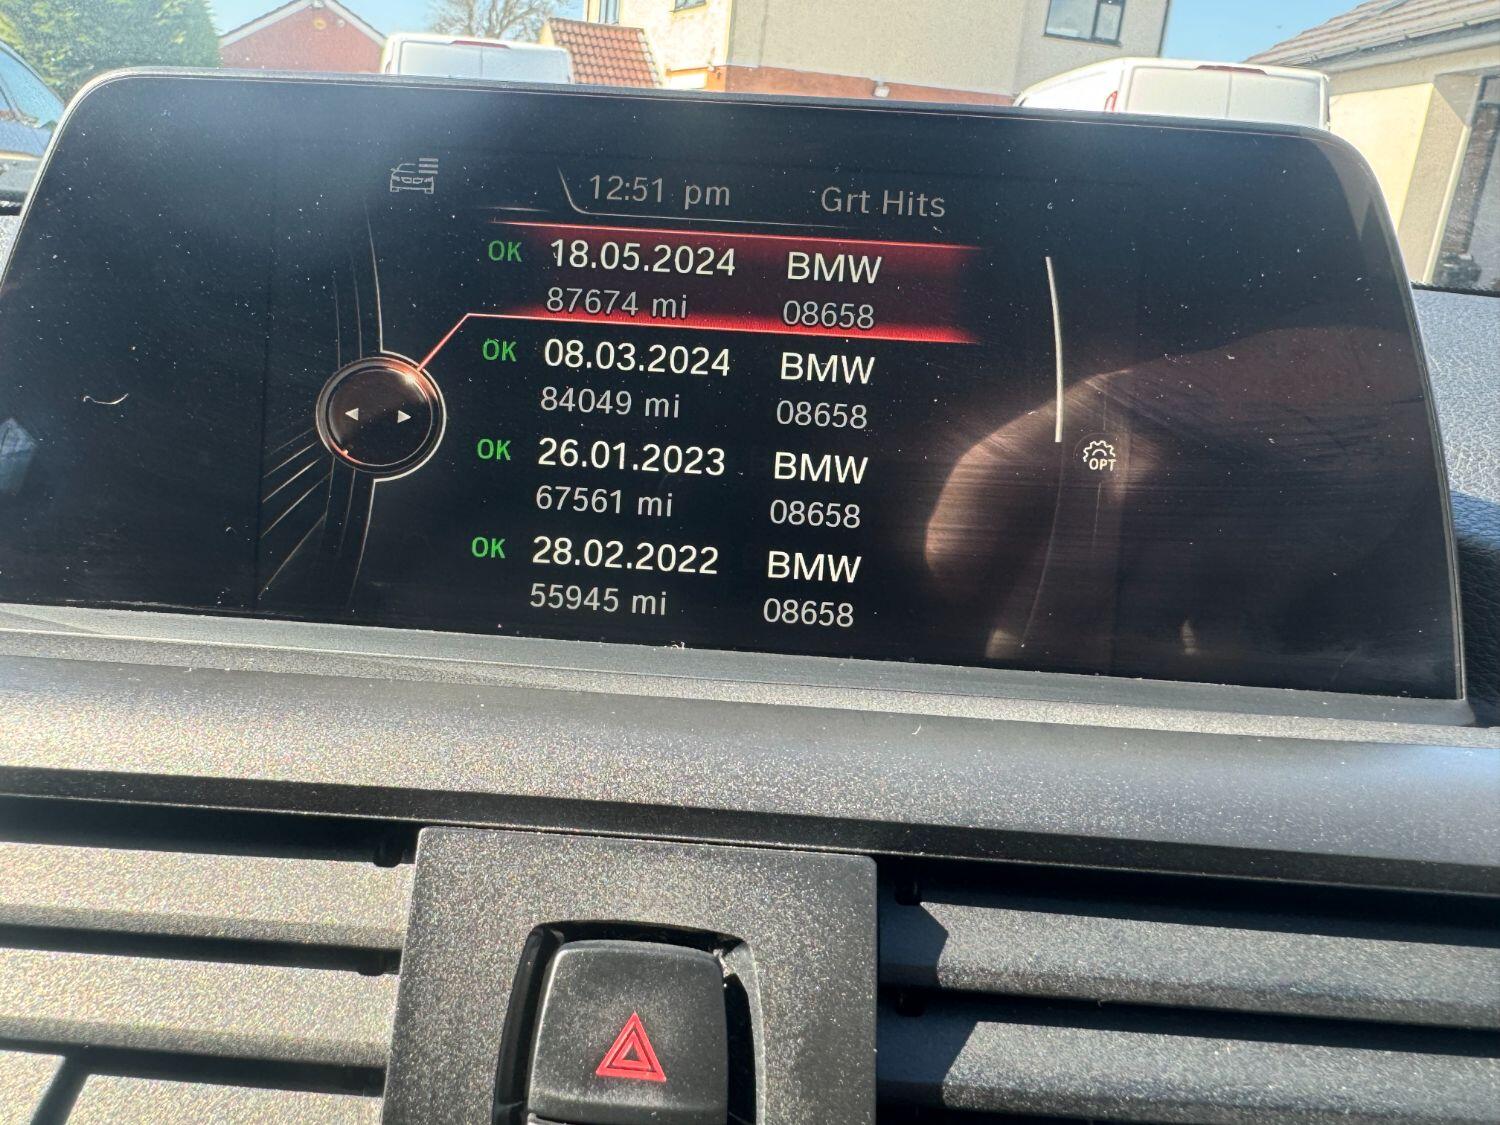 12:51 pm Grt Hits
OK 18.05.2024 BMW
87674 mi 08658
OK 08.03.2024 BMW
84049 mi 08658
OK 26.01.2023 BMW
67561 mi 08658
OPT
OK 28.02.2022 BMW
55945 mi 08658